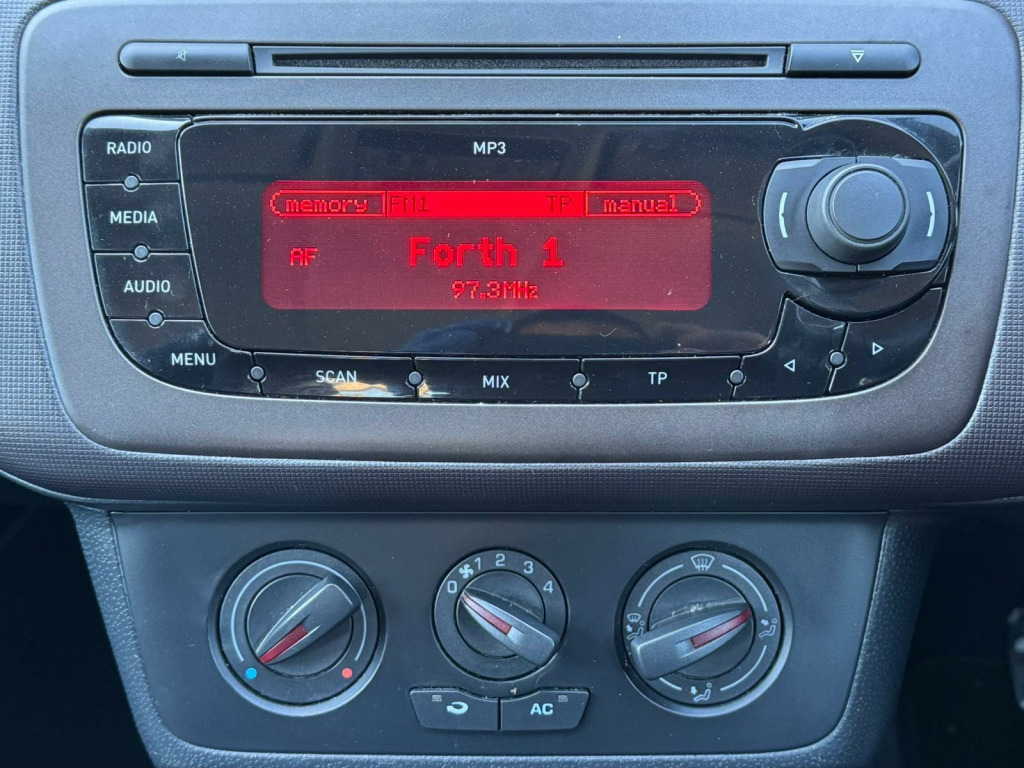 RADIO
MP3
memory FM1 TP manual
MEDIA
AF Forth 1
97.3MHz
AUDIO
MENU
SCAN
MIX
TP
0 1 2 3 4
AC